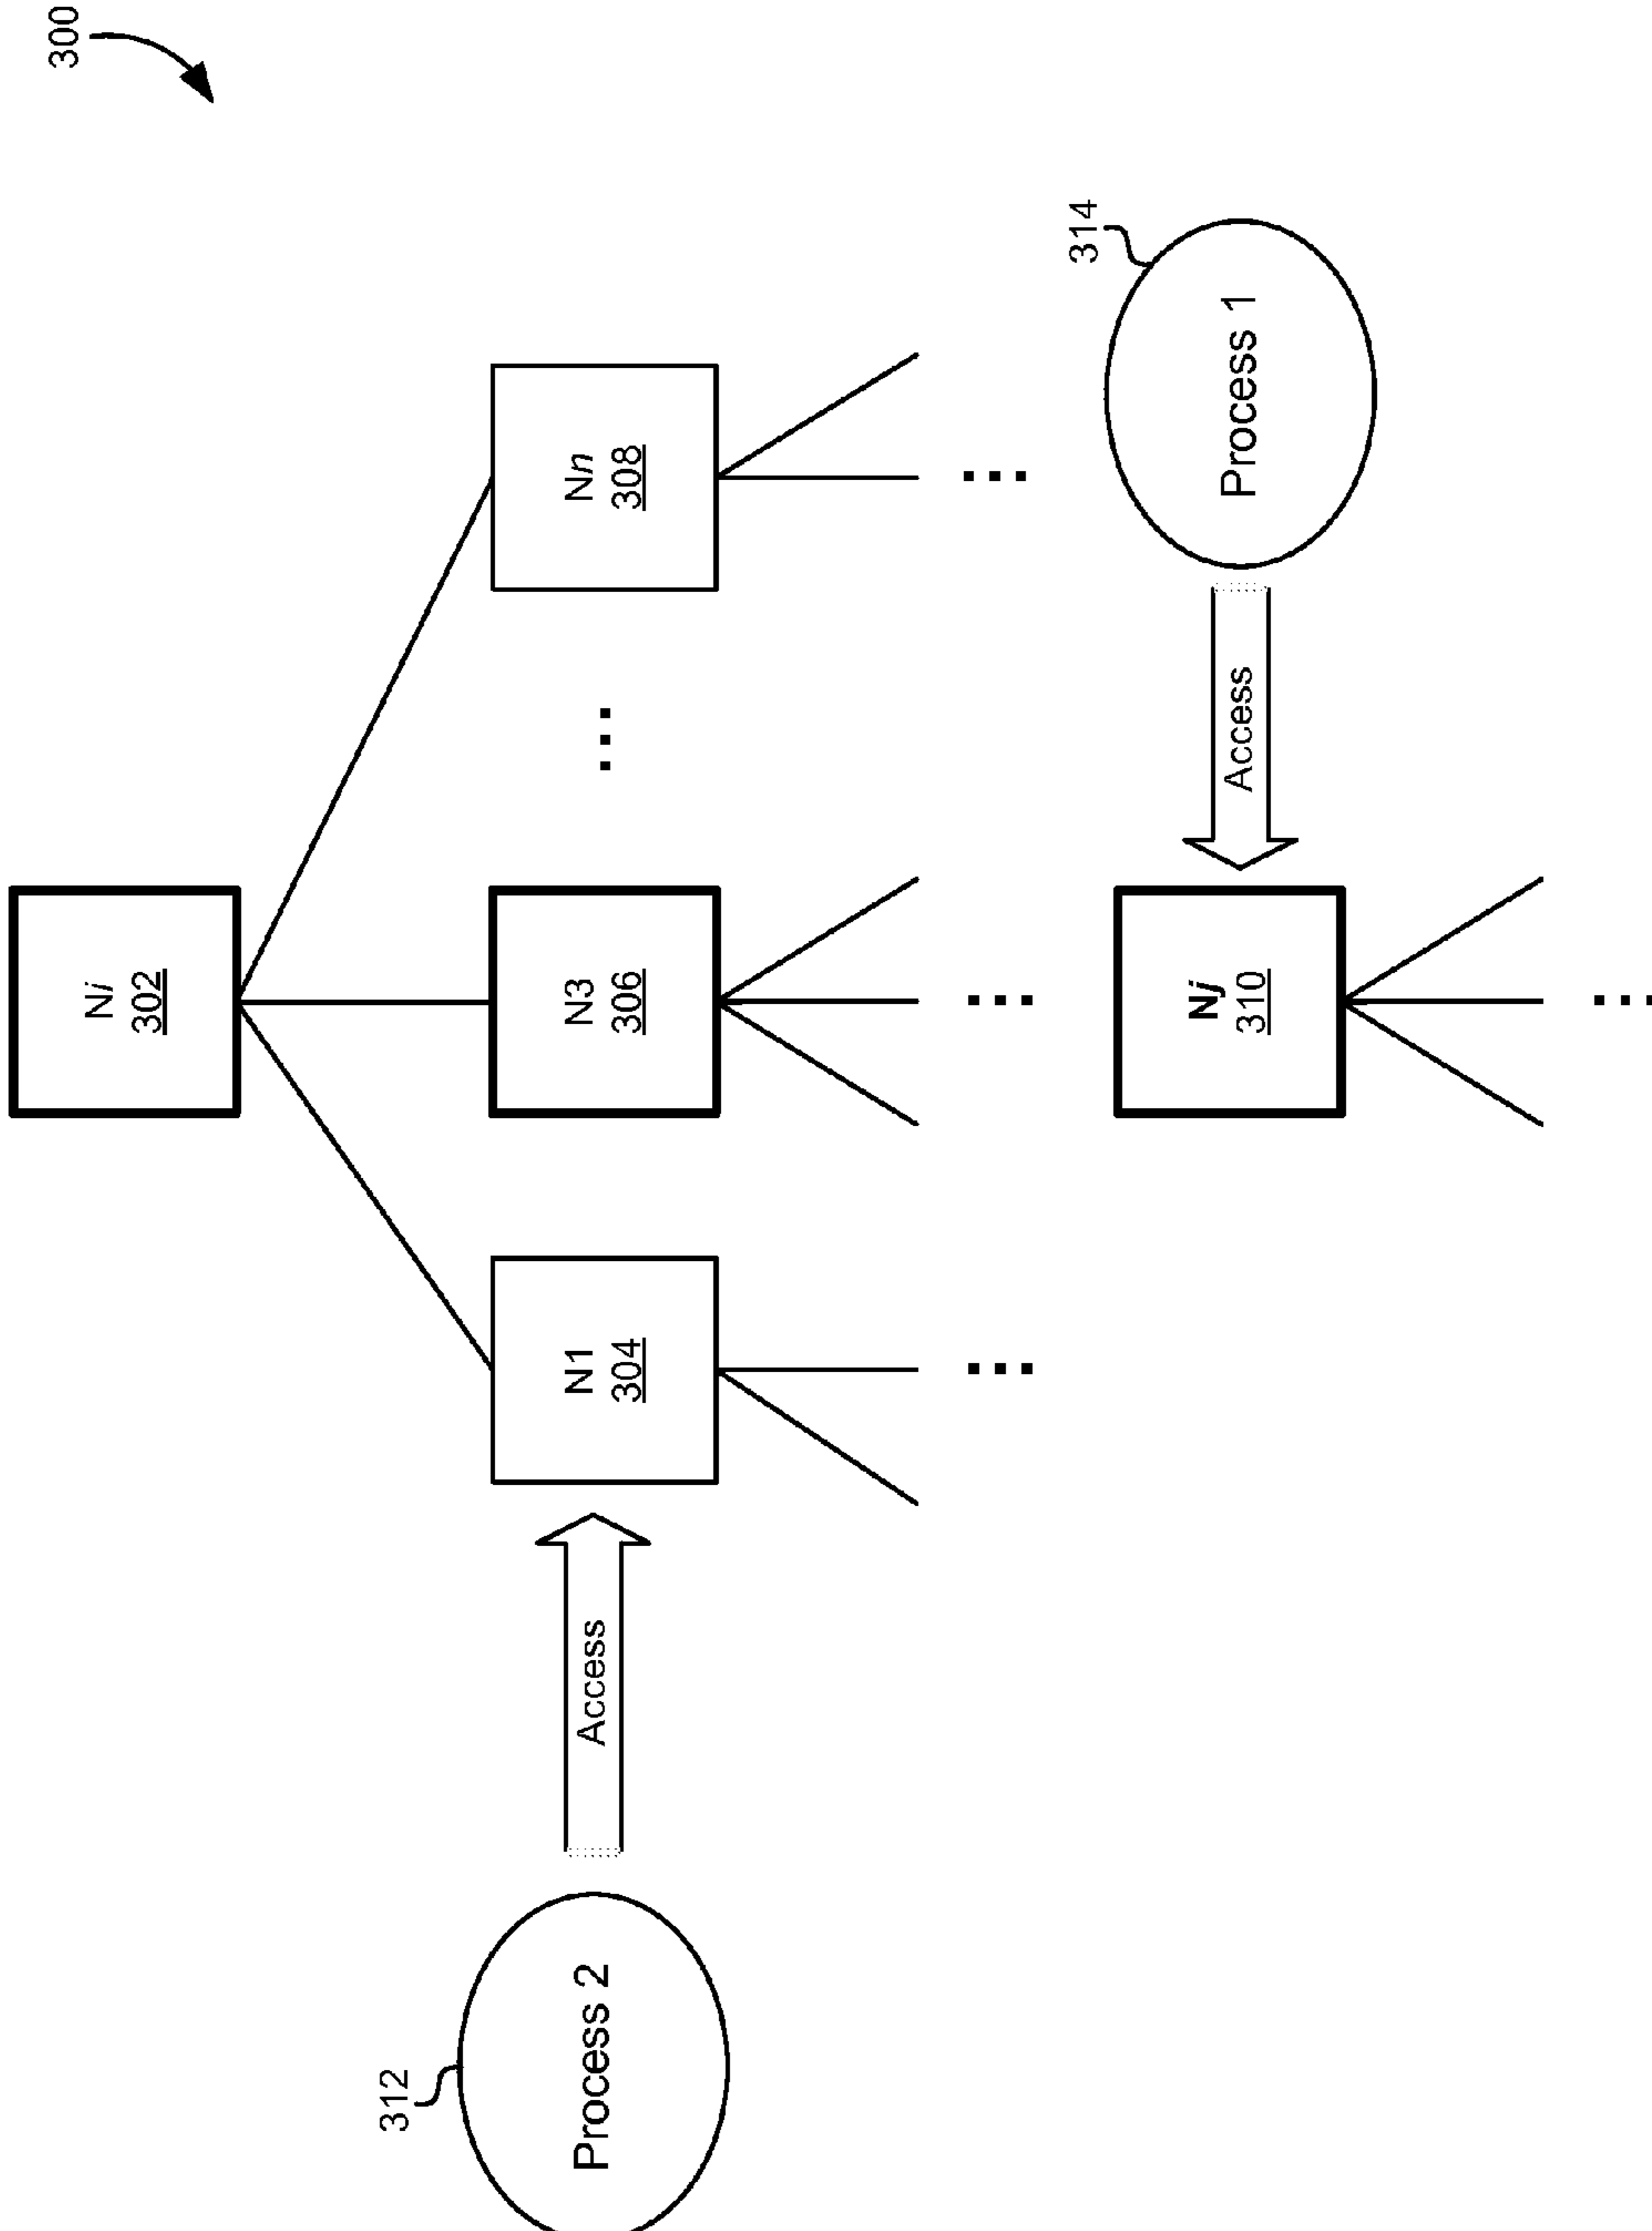 300
Ni
302
N1
304
N3
306
Nn
308
312
Process 2
Access
Nj
310
Access
Process 1
314